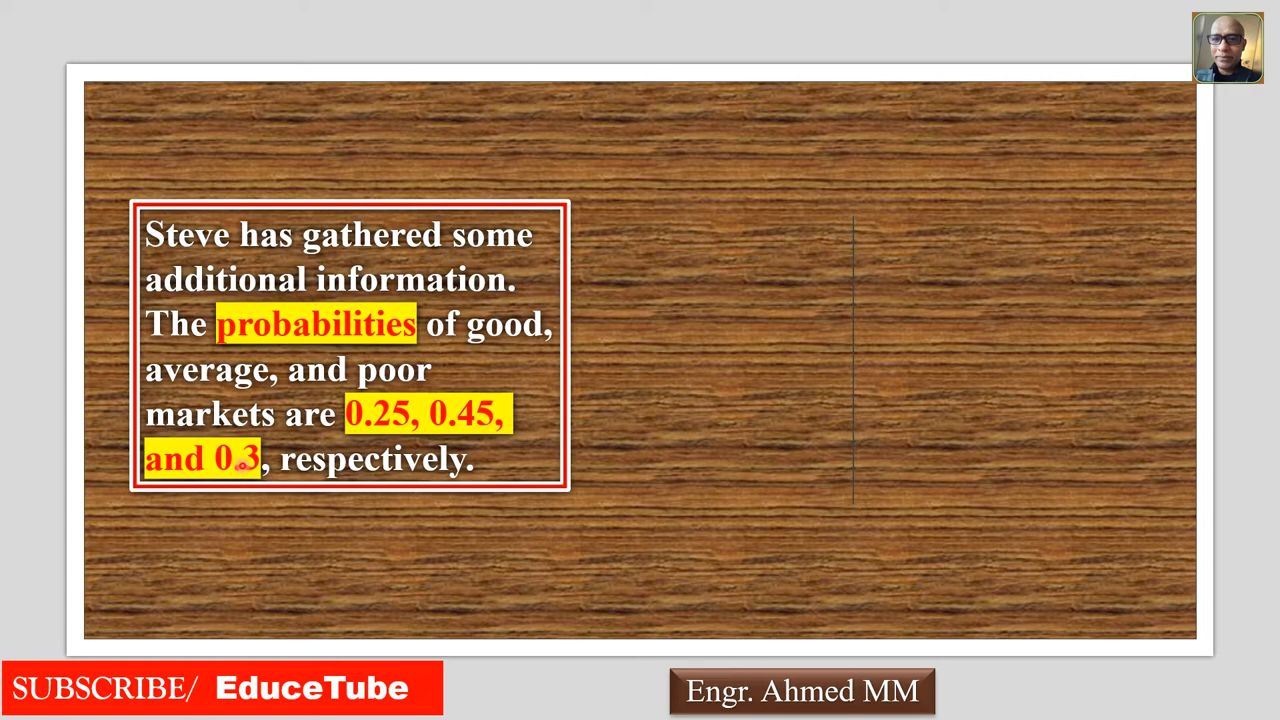 Steve has gathered some
additional information.
The probabilities of good,
average, and poor
markets are 0.25, 0.45,
and 0.3, respectively.
SUBSCRIBE/ EduceTube
Engr. Ahmed MM